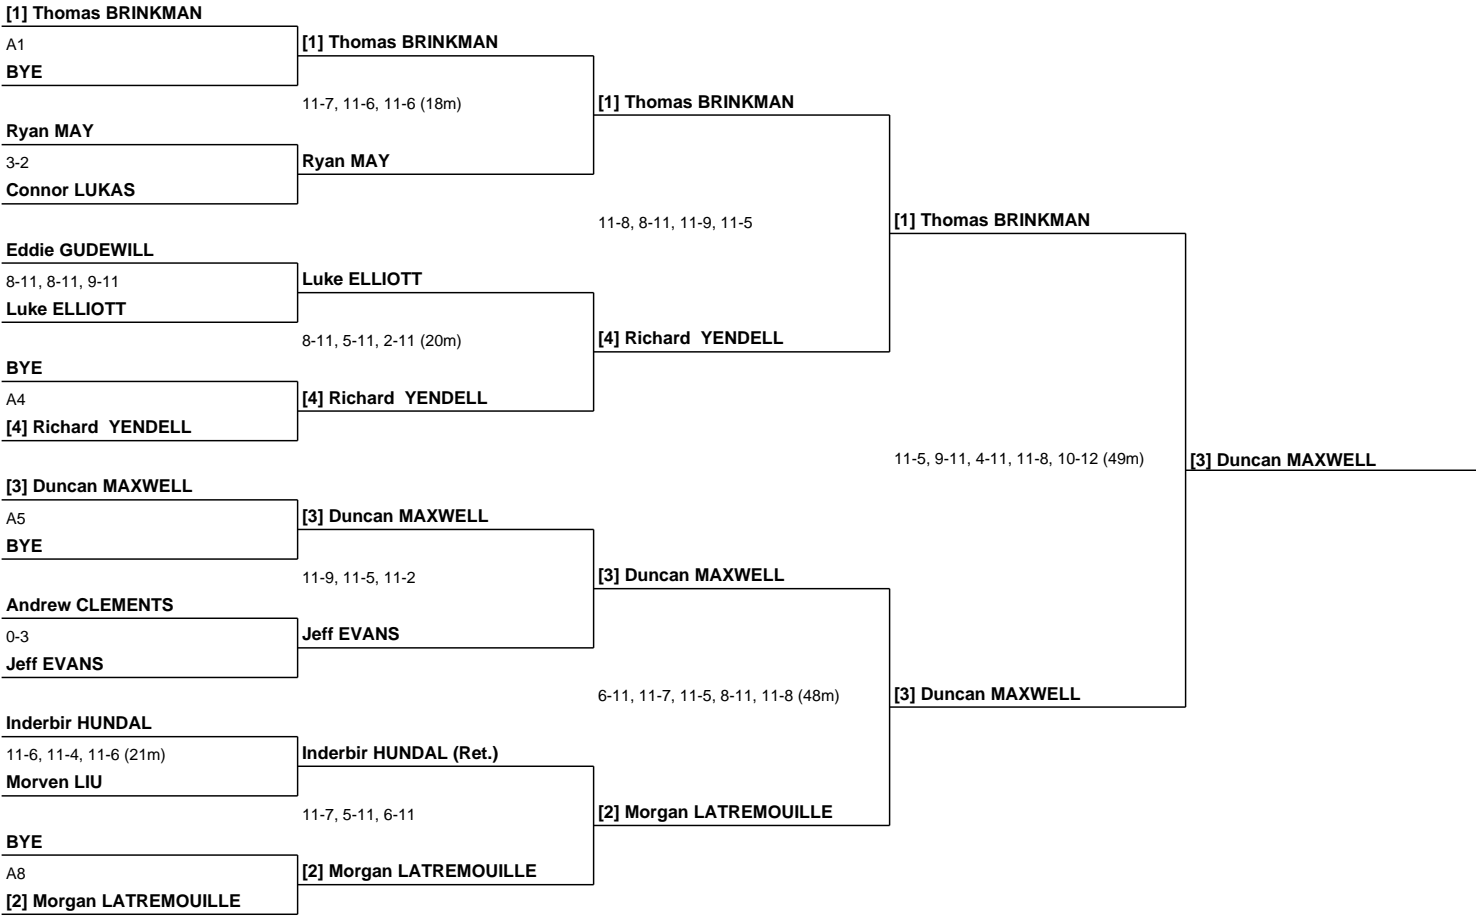 [1] Thomas BRINKMAN
A1
BYE
Ryan MAY
3-2
Connor LUKAS
Eddie GUDEWILL
8-11, 8-11, 9-11
Luke ELLIOTT
BYE
A4
[4] Richard  YENDELL
[3] Duncan MAXWELL
A5
BYE
Andrew CLEMENTS
0-3
Jeff EVANS
Inderbir HUNDAL
11-6, 11-4, 11-6 (21m)
Morven LIU
BYE
A8
[2] Morgan LATREMOUILLE
[1] Thomas BRINKMAN
11-7, 11-6, 11-6 (18m)
Ryan MAY
Luke ELLIOTT
8-11, 5-11, 2-11 (20m)
[4] Richard  YENDELL
[3] Duncan MAXWELL
11-9, 11-5, 11-2
Jeff EVANS
Inderbir HUNDAL (Ret.)
11-7, 5-11, 6-11
[2] Morgan LATREMOUILLE
[1] Thomas BRINKMAN
11-8, 8-11, 11-9, 11-5
[4] Richard  YENDELL
[3] Duncan MAXWELL
6-11, 11-7, 11-5, 8-11, 11-8 (48m)
[2] Morgan LATREMOUILLE
[1] Thomas BRINKMAN
11-5, 9-11, 4-11, 11-8, 10-12 (49m)
[3] Duncan MAXWELL
[3] Duncan MAXWELL